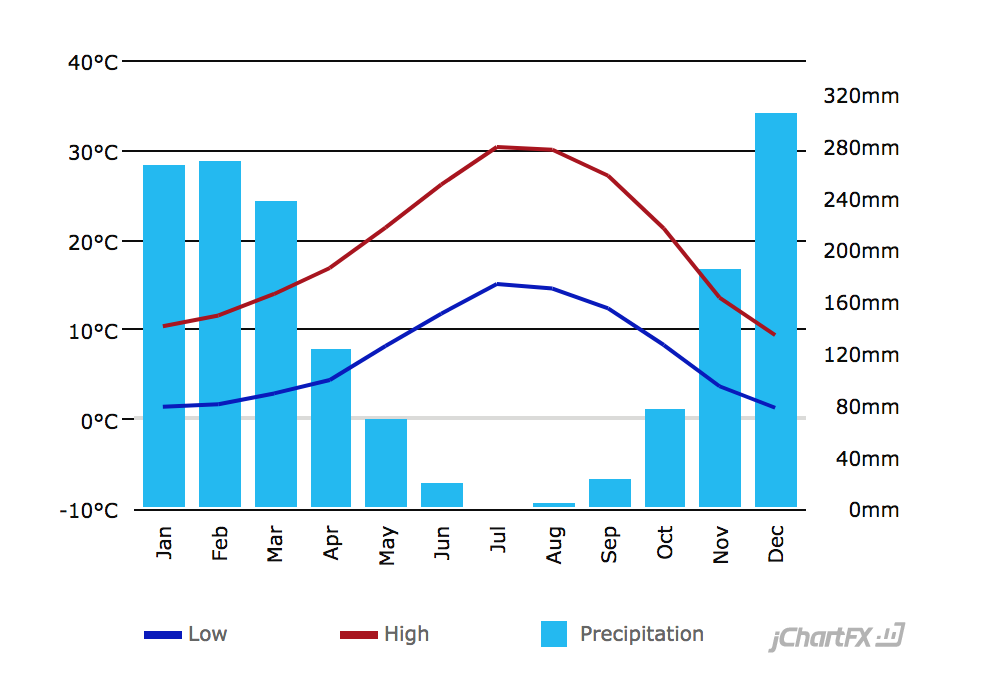 40°C
30°C
20°C
10°C
0°C
-10°C
320mm
280mm
240mm
200mm
160mm
120mm
80mm
40mm
0mm
Jan Feb Mar Apr May Jun Jul Aug Sep Oct Nov Dec
Low High Precipitation
jChartFX